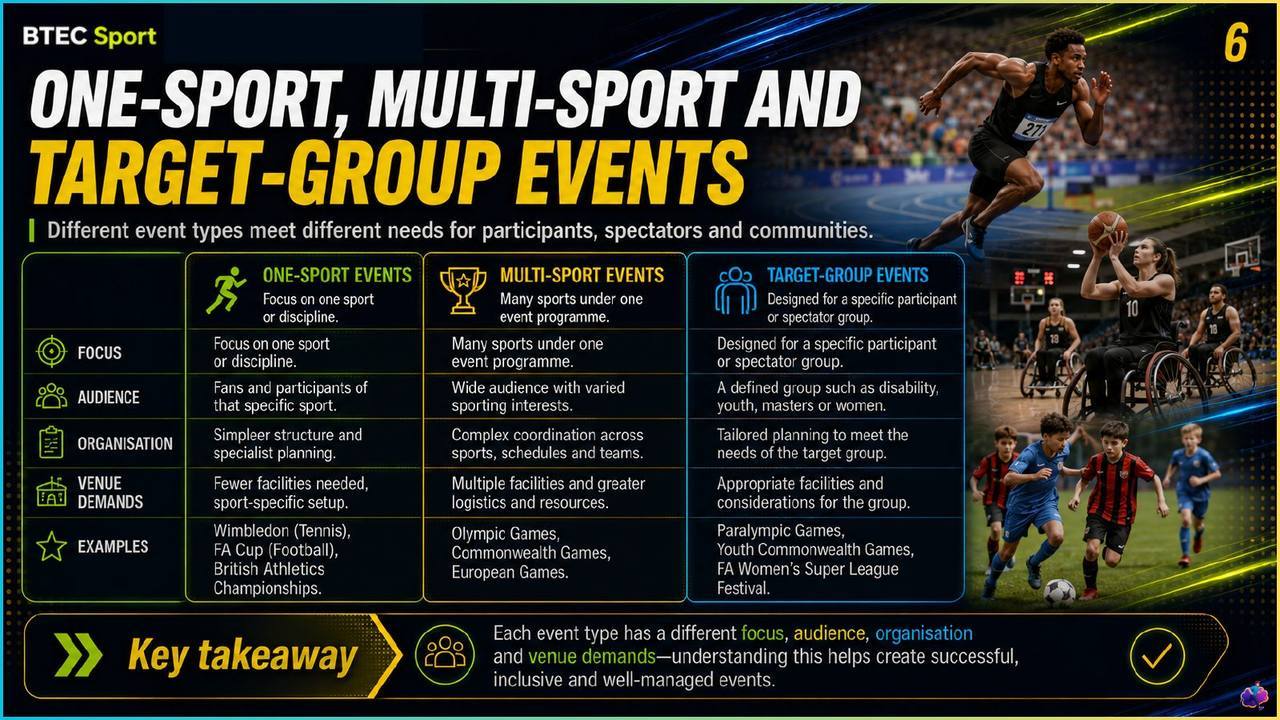 BTEC Sport
6
ONE-SPORT, MULTI-SPORT AND
TARGET-GROUP EVENTS
Different event types meet different needs for participants, spectators and communities.
ONE-SPORT EVENTS
Focus on one sport
or discipline.
MULTI-SPORT EVENTS
Many sports under one
event programme.
TARGET-GROUP EVENTS
Designed for a specific participant
or spectator group.
FOCUS
Focus on one sport
or discipline.
Many sports under one
event programme.
Designed for a specific participant
or spectator group.
AUDIENCE
Fans and participants of
that specific sport.
Wide audience with varied
sporting interests.
A defined group such as disability,
youth, masters or women.
ORGANISATION
Simpleer structure and
specialist planning.
Complex coordination across
sports, schedules and teams.
Tailored planning to meet the
needs of the target group.
VENUE
DEMANDS
Fewer facilities needed,
sport-specific setup.
Multiple facilities and greater
logistics and resources.
Appropriate facilities and
considerations for the group.
EXAMPLES
Wimbledon (Tennis),
FA Cup (Football),
British Athletics
Championships.
Olympic Games,
Commonwealth Games,
European Games.
Paralympic Games,
Youth Commonwealth Games,
FA Women's Super League
Festival.
271
10
18
18
Key takeaway
Each event type has a different focus, audience, organisation
and venue demands—understanding this helps create successful,
inclusive and well-managed events.